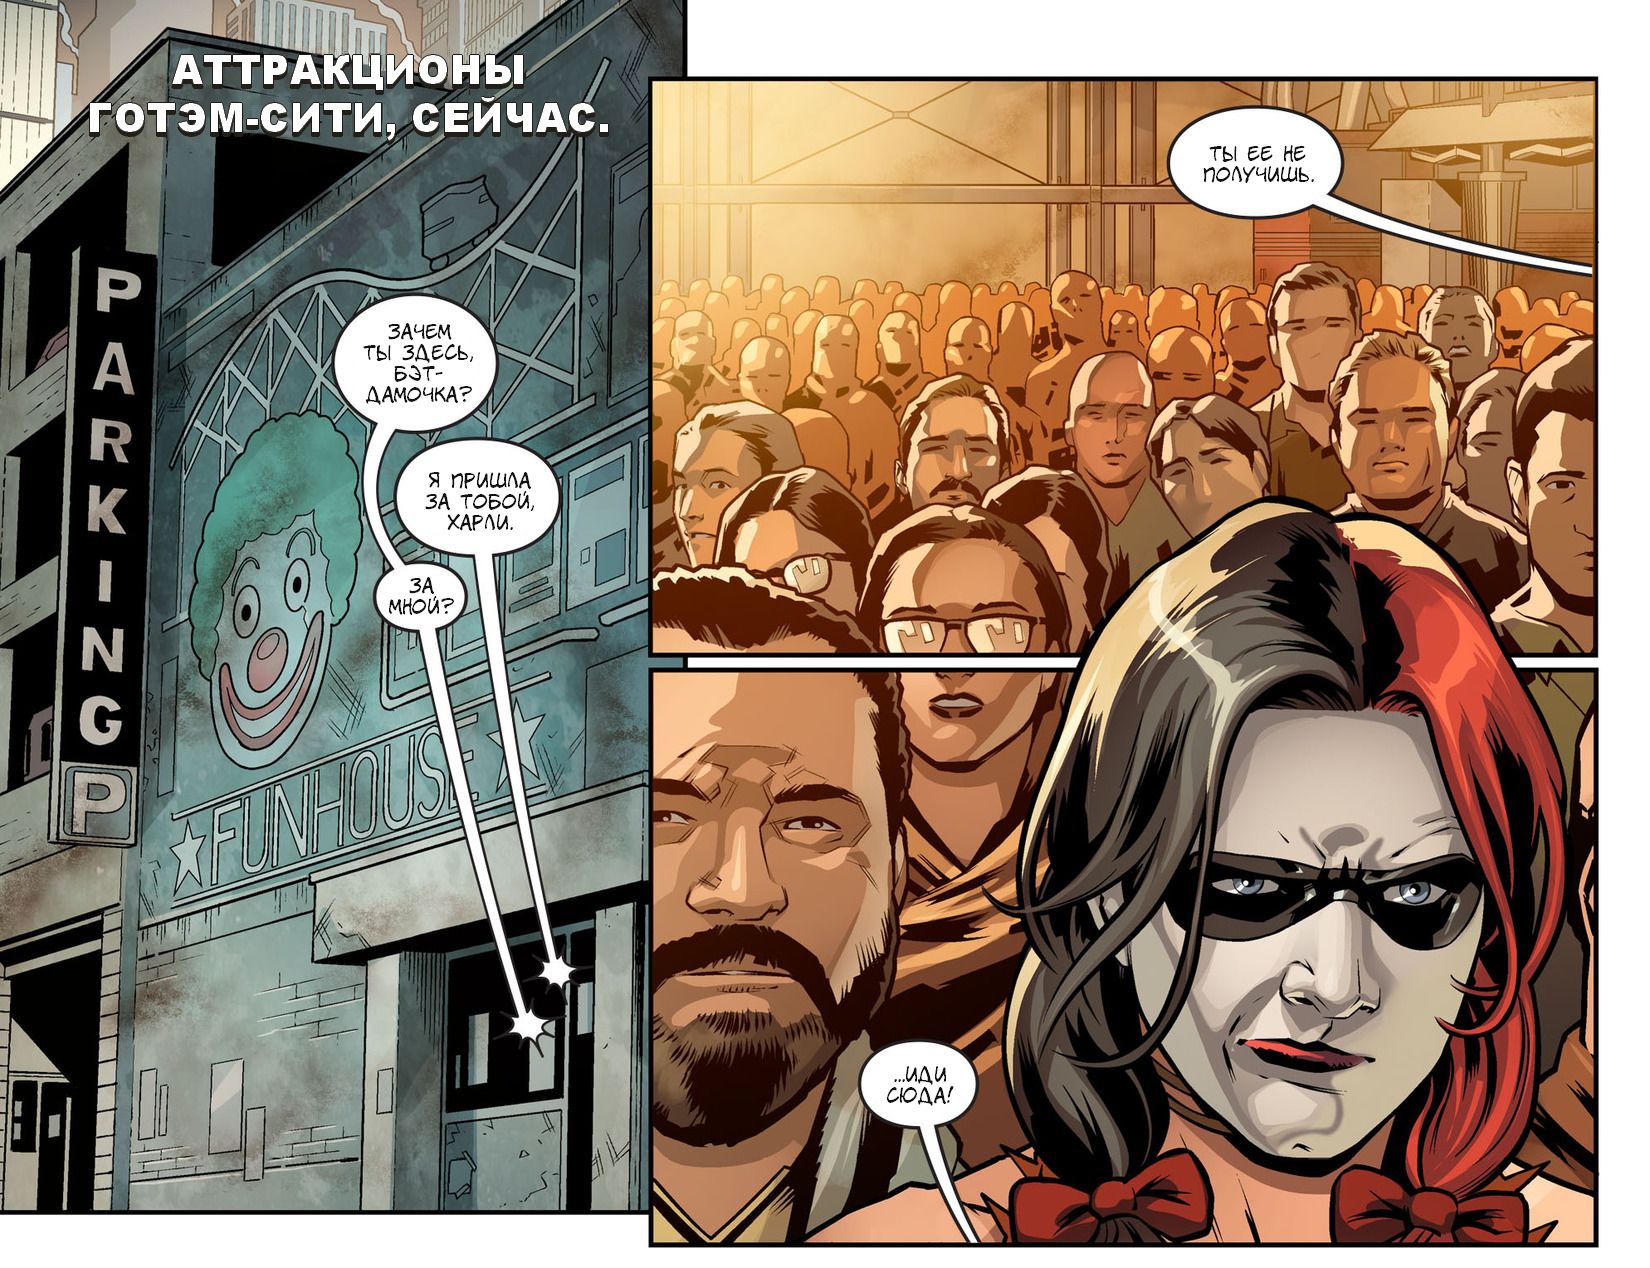 АТТРАКЦИОНЫ
ГОТЭМ-СИТИ, СЕЙЧАС.
PARKING
P
ЗАЧЕМ
ТЫ ЗДЕСЬ,
БЭТ-
ДАМОЧКА?
Я ПРИШЛА
ЗА ТОБОЙ,
ХАРЛИ.
ЗА
МНОЙ?
FUNHOUSE
ТЫ ЕЕ НЕ
ПОЛУЧИШЬ.
...ИДИ
СЮДА!